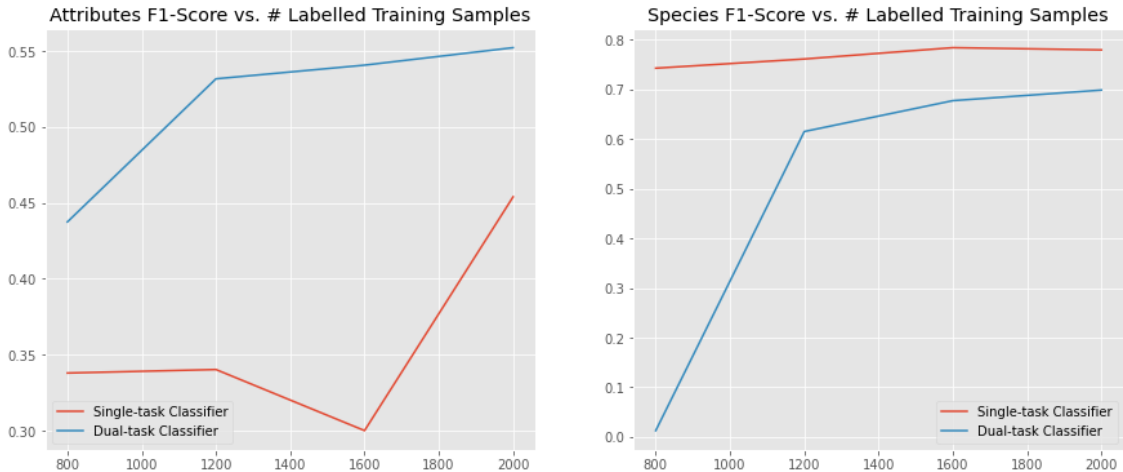 Attributes F1-Score vs. # Labelled Training Samples
0.55
0.50
0.45
0.40
0.35
0.30
Single-task Classifier
Dual-task Classifier
800 1000 1200 1400 1600 1800 2000
Species F1-Score vs. # Labelled Training Samples
0.8
0.7
0.6
0.5
0.4
0.3
0.2
0.1
0.0
Single-task Classifier
Dual-task Classifier
800 1000 1200 1400 1600 1800 2000